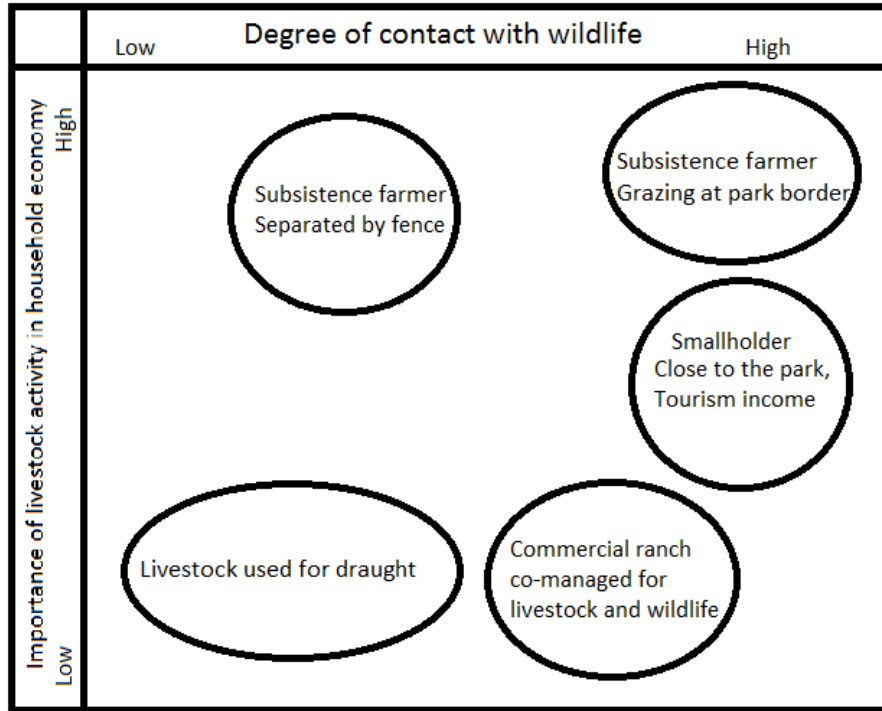 Degree of contact with wildlife
Low
High
Importance of livestock activity in household economy
High
Low
Subsistence farmer
Separated by fence
Subsistence farmer
Grazing at park border
Smallholder
Close to the park,
Tourism income
Livestock used for draught
Commercial ranch
co-managed for
livestock and wildlife